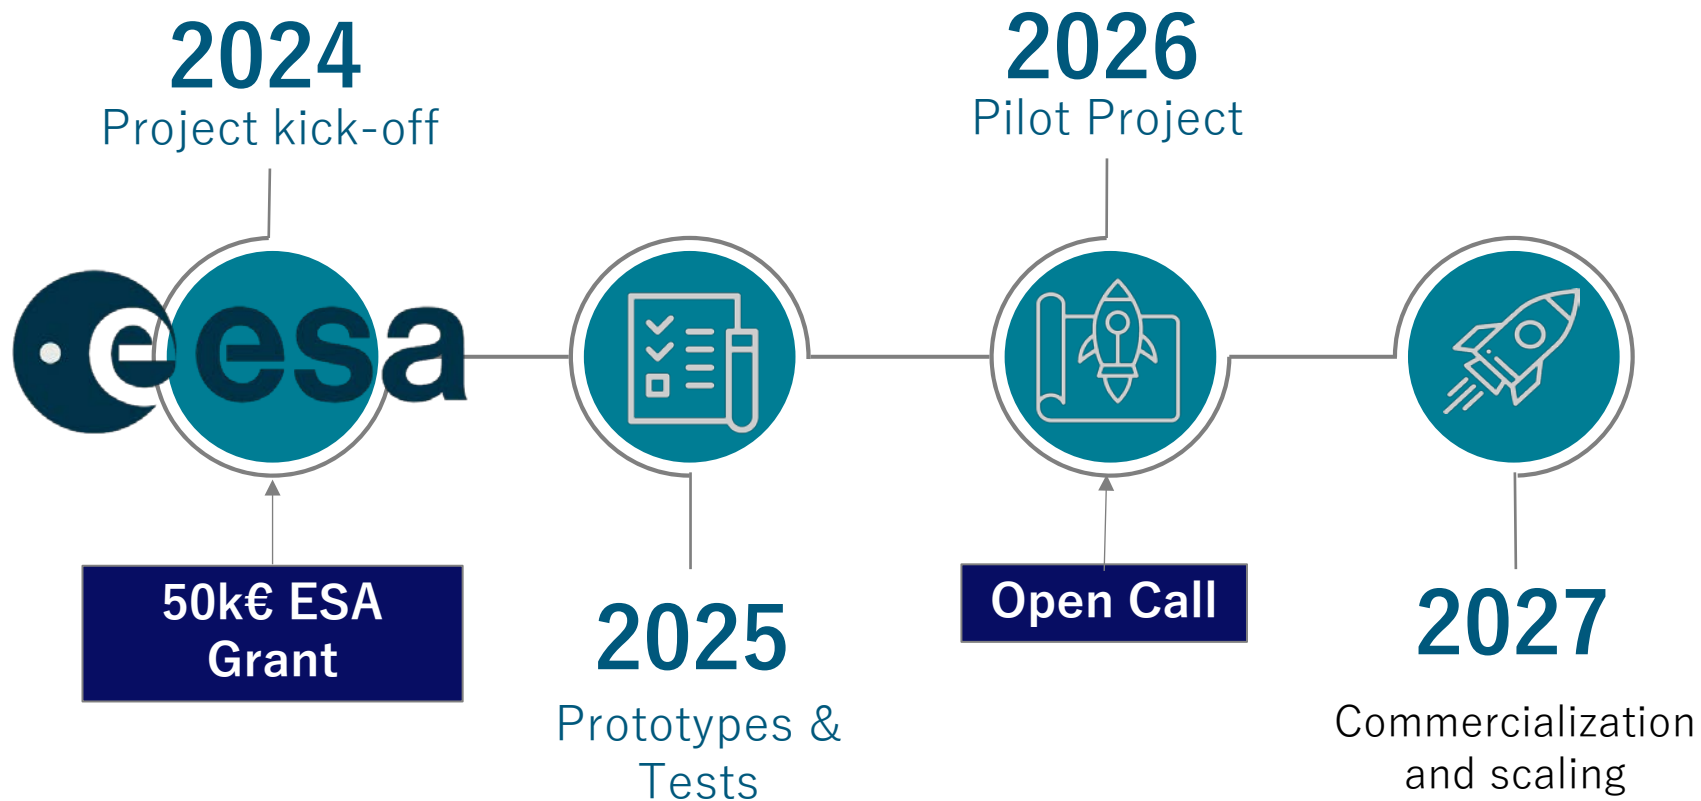 2024
Project kick-off
esa
50k€ ESA
Grant
2025
Prototypes &
Tests
2026
Pilot Project
Open Call
2027
Commercialization
and scaling